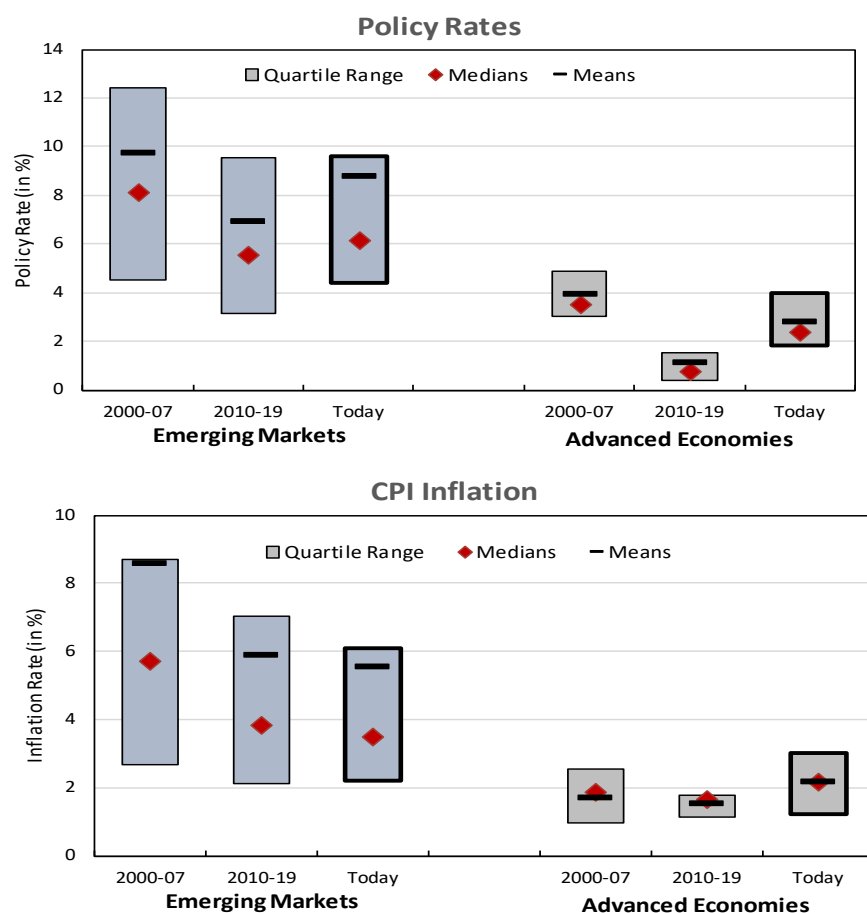 Policy Rates
14
12
10
8
6
4
2
0
Policy Rate (in %)
Quartile Range Medians Means
2000-07 2010-19 Today 2000-07 2010-19 Today
Emerging Markets Advanced Economies
CPI Inflation
10
8
6
4
2
0
Inflation Rate (in %)
Quartile Range Medians Means
2000-07 2010-19 Today 2000-07 2010-19 Today
Emerging Markets Advanced Economies